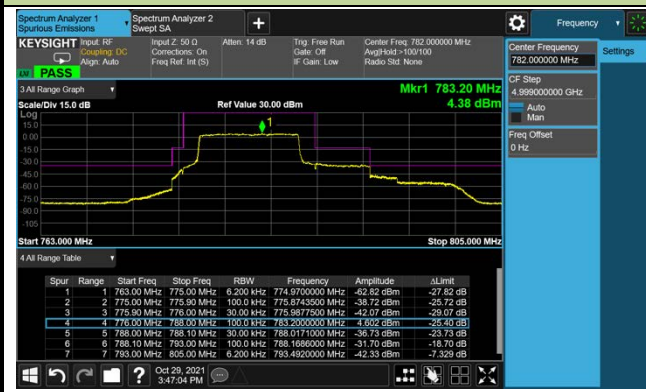 Spectrum Analyzer 1
Spurious Emissions
Spectrum Analyzer 2
Swept SA
+
Frequency
KEYSIGHT
Input: RF
Coupling: DC
Align: Auto
Input Z: 50 Ω
Corrections: On
Freq Ref: Int (S)
Atten: 14 dB
Trig: Free Run
Gate: Off
IF Gain: Low
Center Freq: 782.000000 MHz
Avg|Hold:>100/100
Radio Std: None
PASS
Center Frequency
782.000000 MHz
Settings
CF Step
4.999000000 GHz
Auto
Man
Freq Offset
0 Hz
3 All Range Graph
Mkr1 783.20 MHz
Scale/Div 15.0 dB
Ref Value 30.00 dBm
4.38 dBm
Log
15.0
0.00
-15.0
-30.0
-45.0
-60.0
-75.0
-90.0
-105
1
Start 763.000 MHz
Stop 805.000 MHz
4 All Range Table
Spur Range Start Freq Stop Freq RBW Frequency Amplitude ΔLimit
1 1 763.00 MHz 775.00 MHz 6.200 kHz 774.9700000 MHz -62.82 dBm -27.82 dB
2 2 775.00 MHz 775.90 MHz 100.0 kHz 775.8743500 MHz -38.72 dBm -25.72 dB
3 3 775.90 MHz 776.00 MHz 30.00 kHz 775.9877500 MHz -42.07 dBm -29.07 dB
4 4 776.00 MHz 788.00 MHz 100.0 kHz 783.2000000 MHz 4.602 dBm -25.40 dB
5 5 788.00 MHz 788.10 MHz 30.00 kHz 788.0171000 MHz -36.73 dBm -23.73 dB
6 6 788.10 MHz 793.00 MHz 100.0 kHz 788.1686000 MHz -31.70 dBm -18.70 dB
7 7 793.00 MHz 805.00 MHz 6.200 kHz 793.4920000 MHz -42.33 dBm -7.329 dB
?
Oct 29, 2021
3:47:04 PM